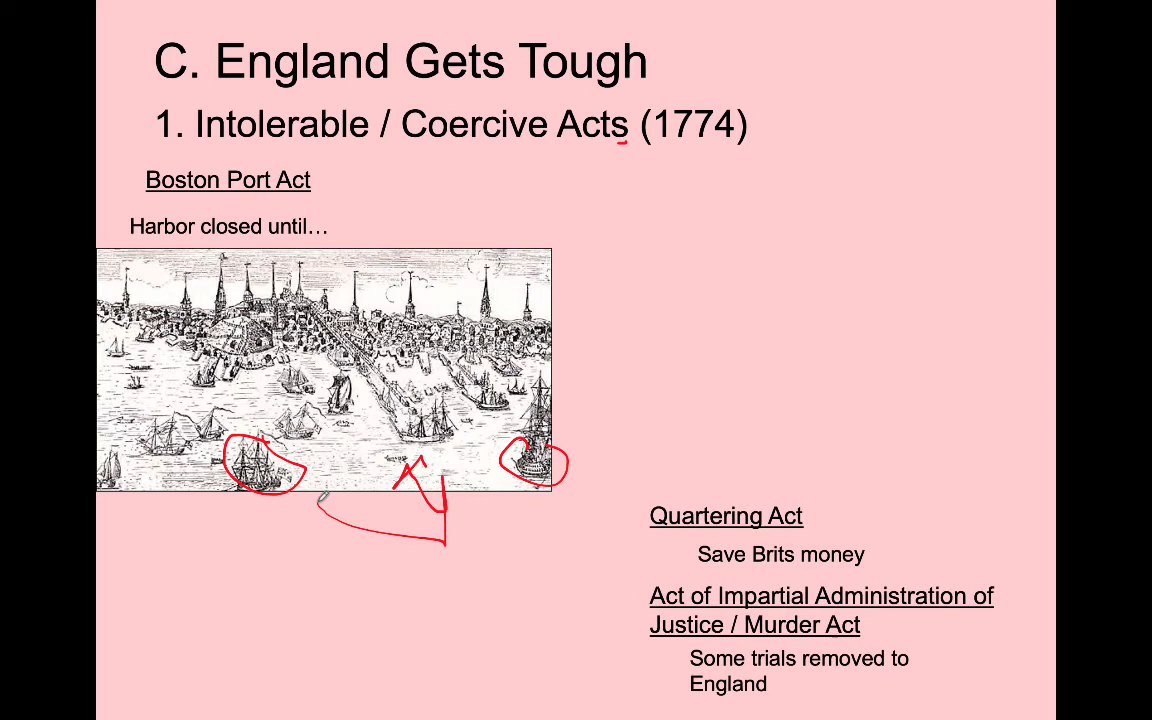 C. England Gets Tough
1. Intolerable / Coercive Acts (1774)
Boston Port Act
Harbor closed until…
Quartering Act
Save Brits money
Act of Impartial Administration of
Justice / Murder Act
Some trials removed to
England